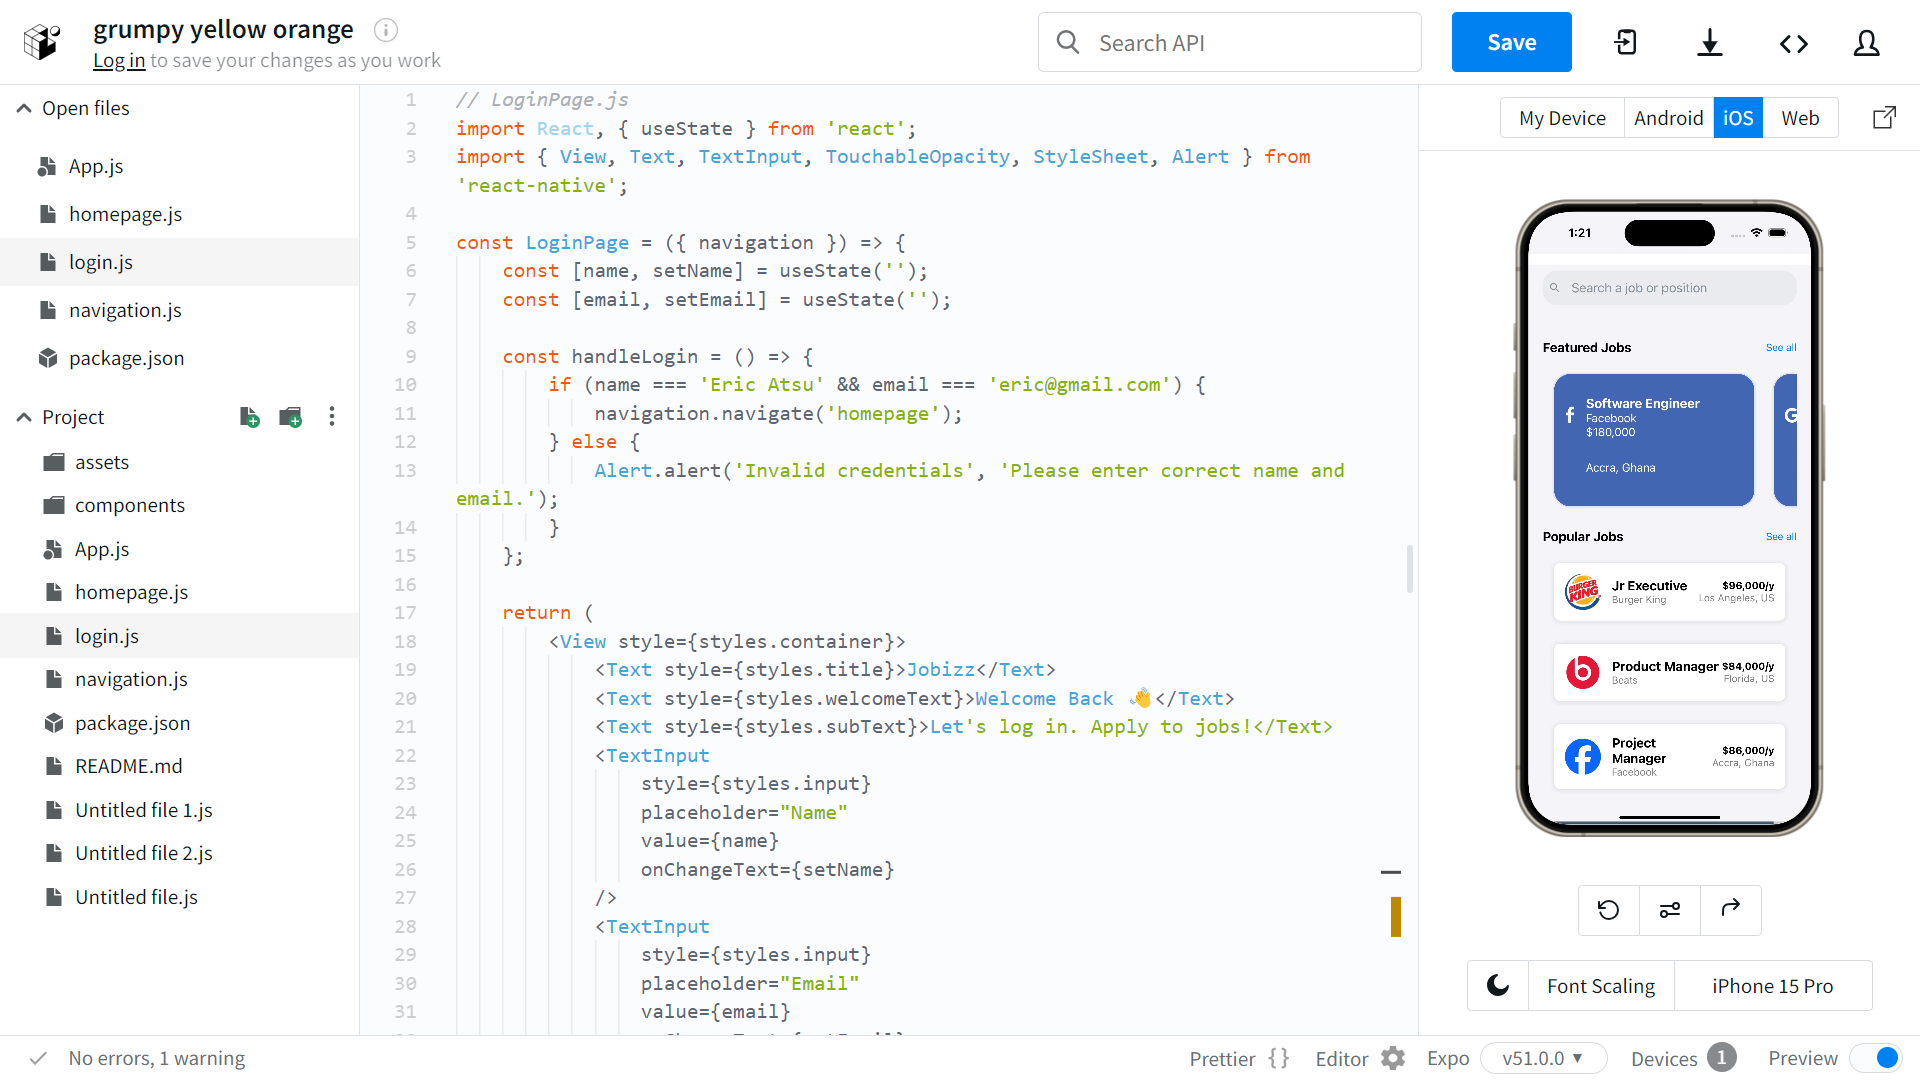 grumpy yellow orange
Log in to save your changes as you work
Search API
Save
Open files
App.js
homepage.js
login.js
navigation.js
package.json
Project
assets
components
App.js
homepage.js
login.js
navigation.js
package.json
README.md
Untitled file 1.js
Untitled file 2.js
Untitled file.js
1 // LoginPage.js
2 import React, { useState } from 'react';
3 import { View, Text, TextInput, TouchableOpacity, StyleSheet, Alert } from
'react-native';
4
5 const LoginPage = ({ navigation }) => {
6 const [name, setName] = useState('');
7 const [email, setEmail] = useState('');
8
9 const handleLogin = () => {
10 if (name === 'Eric Atsu' && email === 'eric@gmail.com') {
11 navigation.navigate('homepage');
12 } else {
13 Alert.alert('Invalid credentials', 'Please enter correct name and
email.');
14 }
15 };
16
17 return (
18 <View style={styles.container}>
19 <Text style={styles.title}>Jobizz</Text>
20 <Text style={styles.welcomeText}>Welcome Back 👋</Text>
21 <Text style={styles.subText}>Let's log in. Apply to jobs!</Text>
22 <TextInput
23 style={styles.input}
24 placeholder="Name"
25 value={name}
26 onChangeText={setName}
27 />
28 <TextInput
29 style={styles.input}
30 placeholder="Email"
31 value={email}
My Device
Android
iOS
Web
1:21
Search a job or position
Featured Jobs
See all
Software Engineer
Facebook
$180,000
Accra, Ghana
Popular Jobs
See all
BURGER KING
Jr Executive
$96,000/y
Burger King
Los Angeles, US
Product Manager
$84,000/y
Beats
Florida, US
Project
Manager
$86,000/y
Facebook
Accra, Ghana
Font Scaling
iPhone 15 Pro
No errors, 1 warning
Prettier {}
Editor
Expo
v51.0.0
Devices 1
Preview